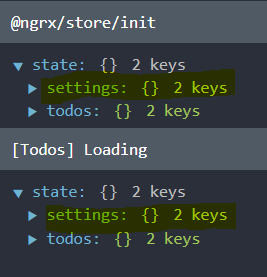 @ngrx/store/init
▼ state: {} 2 keys
▶ settings: {} 2 keys
▶ todos: {} 2 keys
[Todos] Loading
▼ state: {} 2 keys
▶ settings: {} 2 keys
▶ todos: {} 2 keys